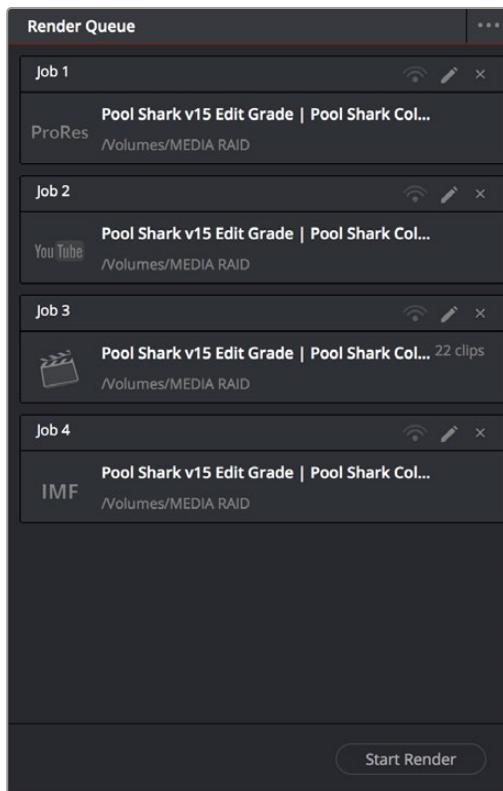 Render Queue
Job 1
ProRes
Pool Shark v15 Edit Grade | Pool Shark Col...
/Volumes/MEDIA RAID
Job 2
YouTube
Pool Shark v15 Edit Grade | Pool Shark Col...
/Volumes/MEDIA RAID
Job 3
Pool Shark v15 Edit Grade | Pool Shark Col... 22 clips
/Volumes/MEDIA RAID
Job 4
IMF
Pool Shark v15 Edit Grade | Pool Shark Col...
/Volumes/MEDIA RAID
Start Render